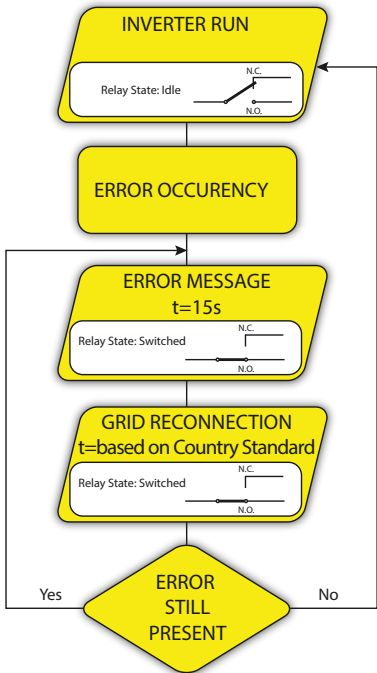 INVERTER RUN
Relay State: Idle
N.C.
N.O.
ERROR OCCURENCY
ERROR MESSAGE
t=15s
Relay State: Switched
N.C.
N.O.
GRID RECONNECTION
t=based on Country Standard
Relay State: Switched
N.C.
N.O.
Yes
ERROR
STILL
PRESENT
No